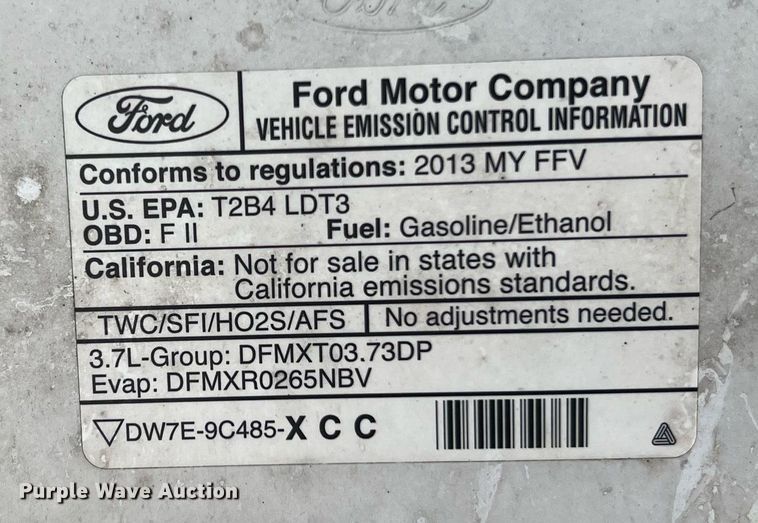 Ford
Ford Motor Company
VEHICLE EMISSION CONTROL INFORMATION
Conforms to regulations: 2013 MY FFV
U.S. EPA: T2B4 LDT3
OBD: F II Fuel: Gasoline/Ethanol
California: Not for sale in states with
California emissions standards.
TWC/SFI/HO2S/AFS No adjustments needed.
3.7L-Group: DFMXT03.73DP
Evap: DFMXR0265NBV
DW7E-9C485-XCC
Purple Wave Auction